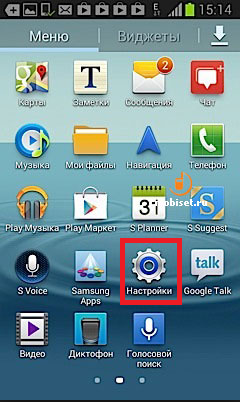 15:14
Меню Виджеты
T
2
Карты Заметки Сообщения Чат
Музыка Мои файлы Навигация Телефон
mobiset.ru
31
S
Play Музыка Play Маркет S Planner S Suggest
talk
S Voice Samsung Apps Настройки Google Talk
Видео Диктофон Голосовой поиск